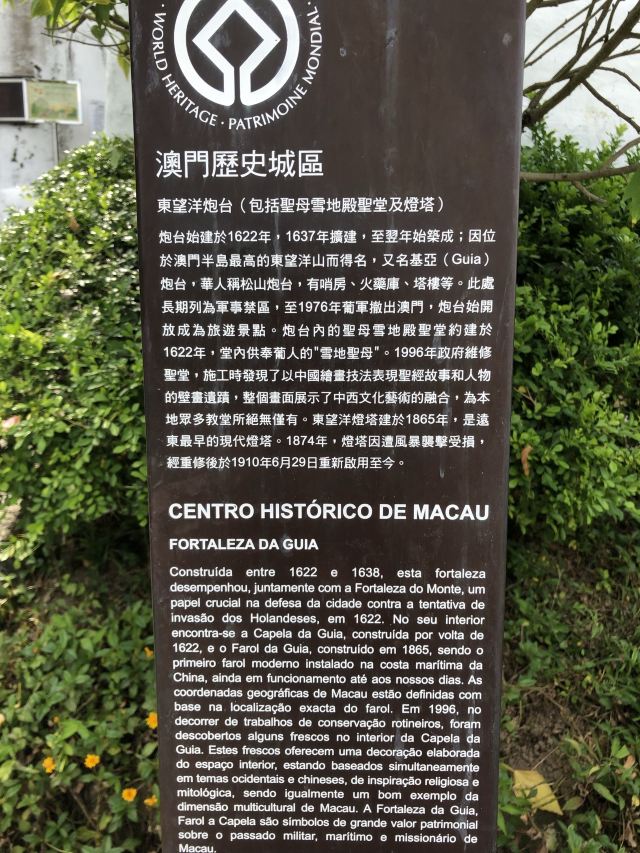 · WORLD HERITAGE · PATRIMOINE MONDIAL ·
澳門歷史城區
東望洋炮台（包括聖母雪地殿聖堂及燈塔）
炮台始建於1622年，1637年擴建，至翌年始築成；因位
於澳門半島最高的東望洋山而得名，又名基亞（Guia）
炮台，華人稱松山炮台，有哨房、火藥庫、塔樓等。此處
長期列為軍事禁區，至1976年葡軍撤出澳門，炮台始開
放成為旅遊景點。炮台內的聖母雪地殿聖堂約建於
1622年，堂內供奉葡人的"雪地聖母"。1996年政府維修
聖堂，施工時發現了以中國繪畫技法表現聖經故事和人物
的壁畫遺蹟，整個畫面展示了中西文化藝術的融合，為本
地眾多教堂所絕無僅有。東望洋燈塔建於1865年，是遠
東最早的現代燈塔。1874年，燈塔因遭風暴襲擊受損，
經重修後於1910年6月29日重新啟用至今。
CENTRO HISTÓRICO DE MACAU
FORTALEZA DA GUIA
Construída entre 1622 e 1638, esta fortaleza
desempenhou, juntamente com a Fortaleza do Monte, um
papel crucial na defesa da cidade contra a tentativa de
invasão dos Holandeses, em 1622. No seu interior
encontra-se a Capela da Guia, construída por volta de
1622, e o Farol da Guia, construído em 1865, sendo o
primeiro farol moderno instalado na costa marítima da
China, ainda em funcionamento até aos nossos dias. As
coordenadas geográficas de Macau estão definidas com
base na localização exacta do farol. Em 1996, no
decorrer de trabalhos de conservação rotineiros, foram
descobertos alguns frescos no interior da Capela da
Guia. Estes frescos oferecem uma decoração elaborada
do espaço interior, estando baseados simultaneamente
em temas ocidentais e chineses, de inspiração religiosa e
mitológica, sendo igualmente um bom exemplo da
dimensão multicultural de Macau. A Fortaleza da Guia,
Farol a Capela são símbolos de grande valor patrimonial
sobre o passado militar, marítimo e missionário de
Macau.